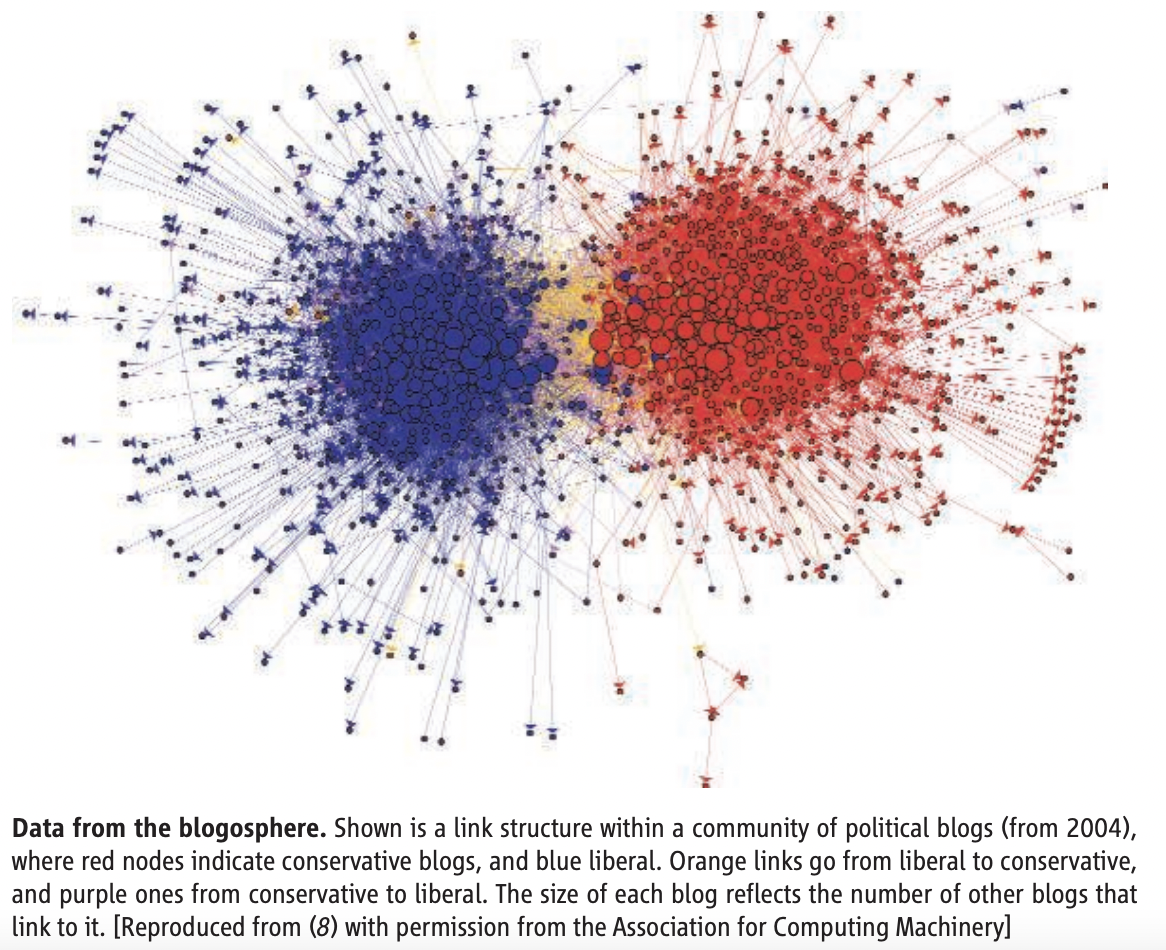 Data from the blogosphere. Shown is a link structure within a community of political blogs (from 2004),
where red nodes indicate conservative blogs, and blue liberal. Orange links go from liberal to conservative,
and purple ones from conservative to liberal. The size of each blog reflects the number of other blogs that
link to it. [Reproduced from (8) with permission from the Association for Computing Machinery]